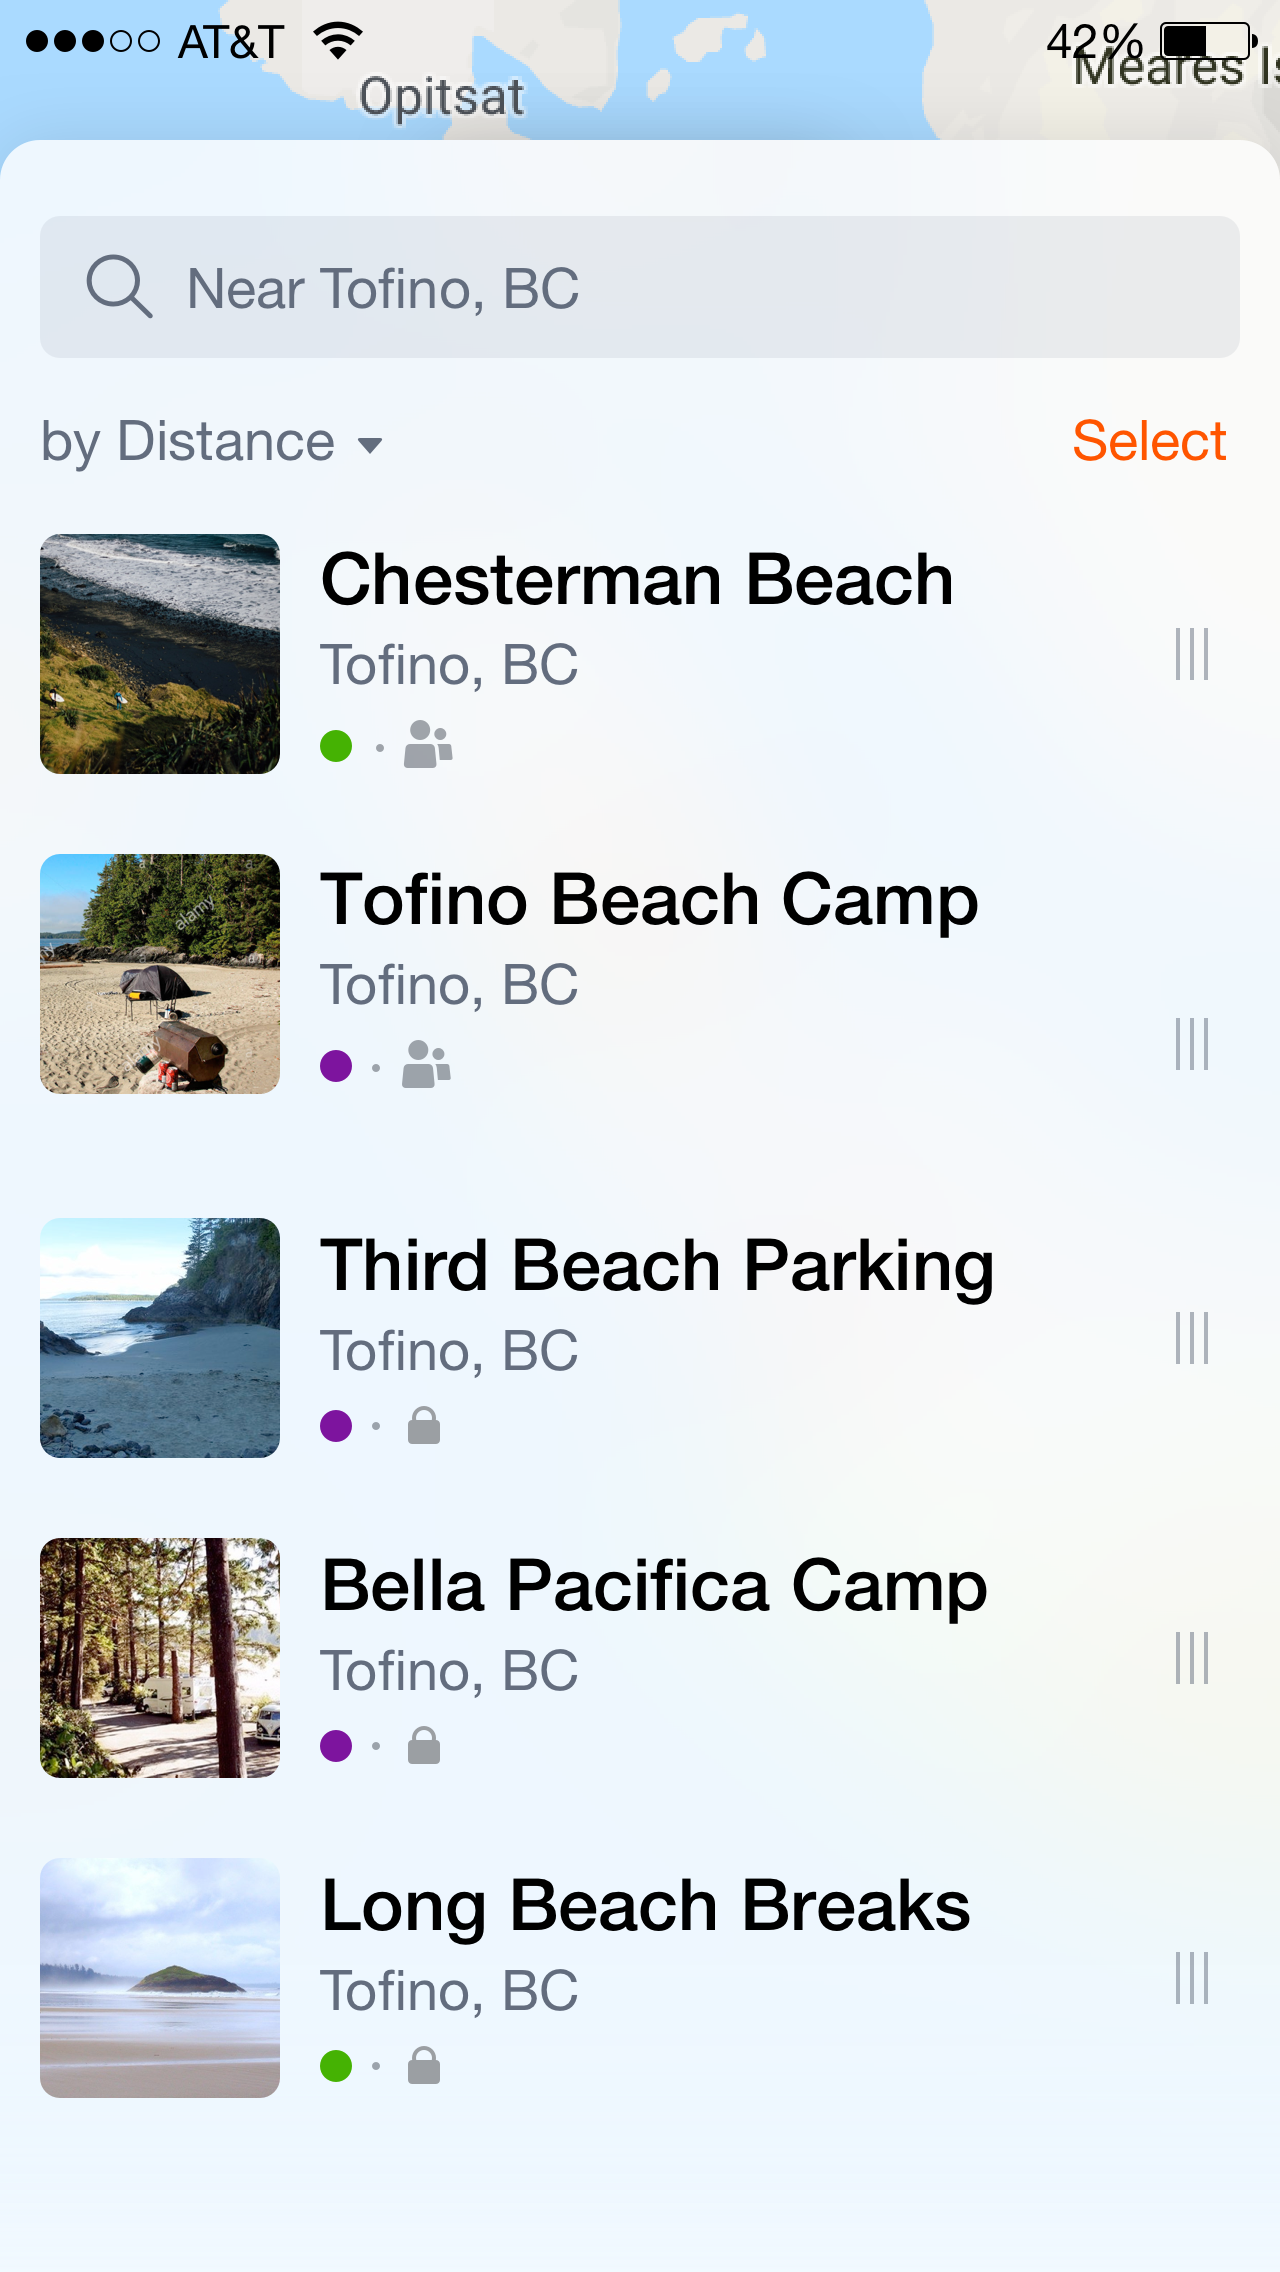 AT&T 42%
Opitsat
Meares Is
Near Tofino, BC
by Distance
Select
Chesterman Beach
Tofino, BC
Tofino Beach Camp
Tofino, BC
alamy
Third Beach Parking
Tofino, BC
Bella Pacifica Camp
Tofino, BC
Long Beach Breaks
Tofino, BC